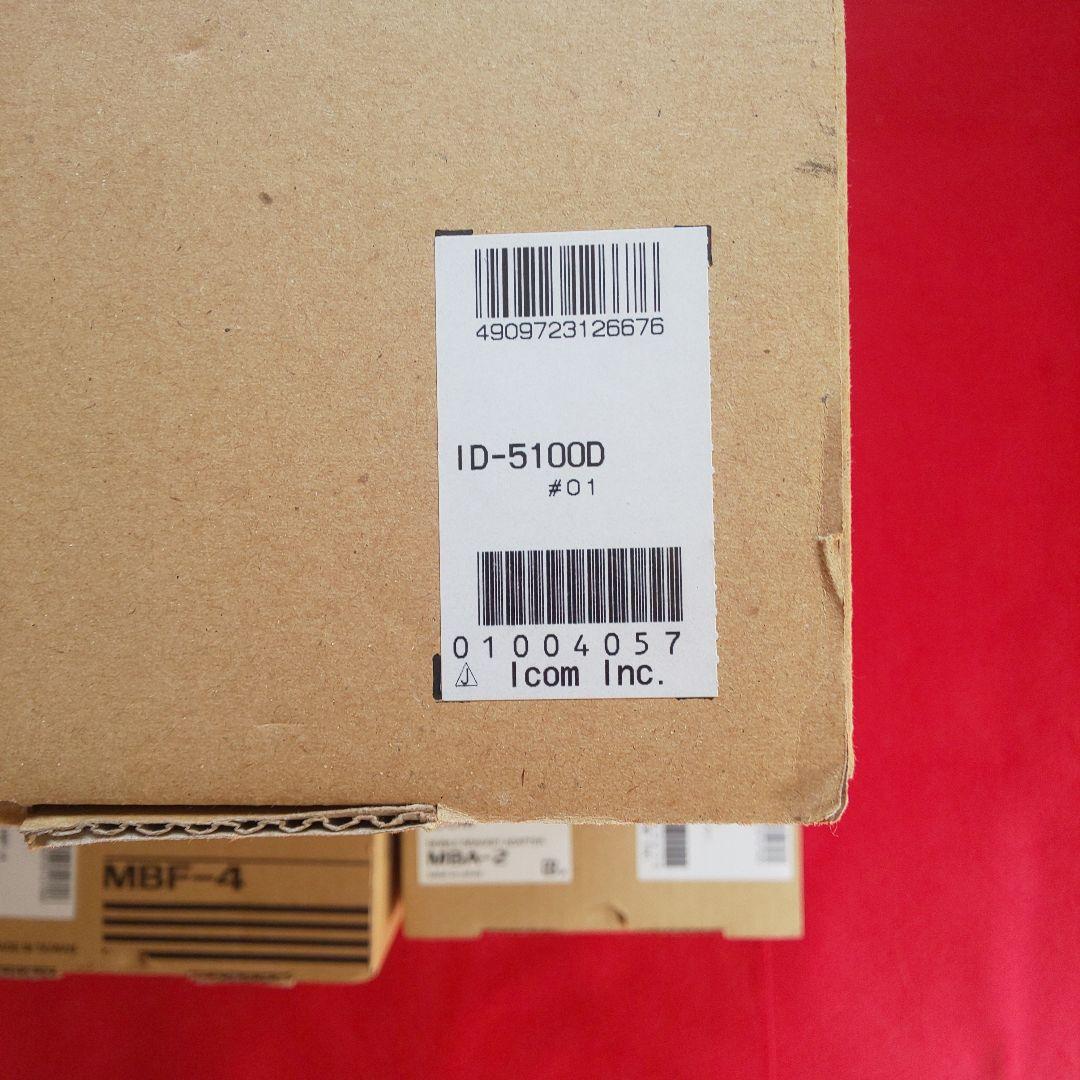 4909723126676
ID-5100D
#01
01004057
Icom Inc.
MBF-4
MBA-2